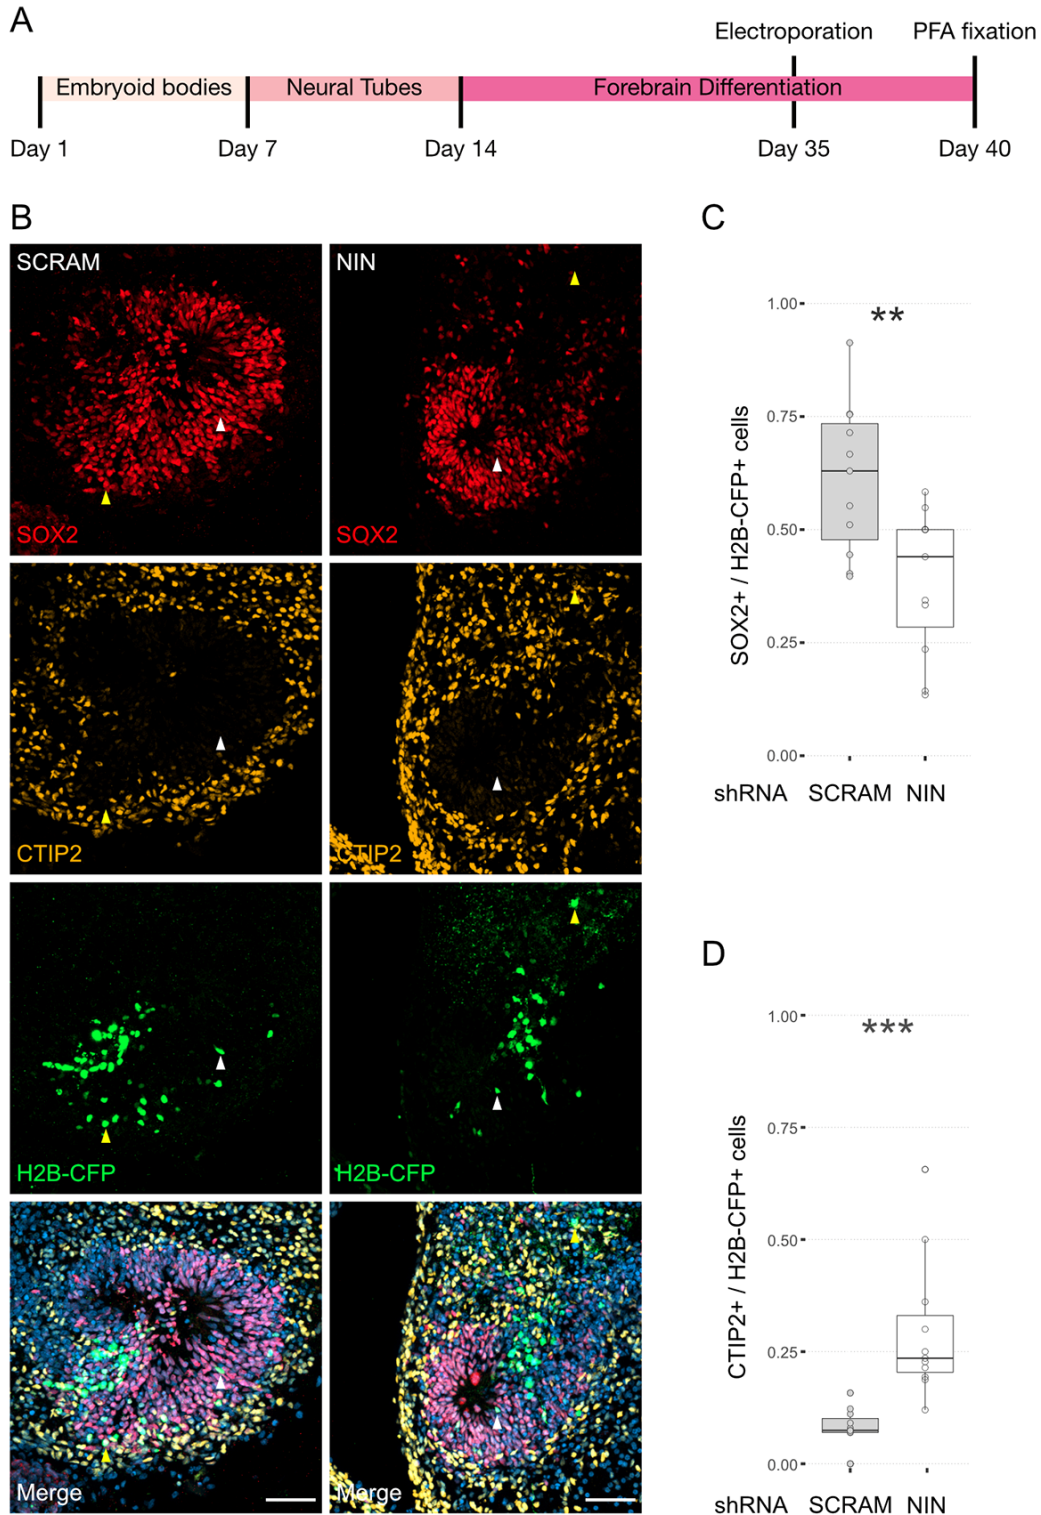 A
Electroporation PFA fixation
Embryoid bodies Neural Tubes Forebrain Differentiation
Day 1 Day 7 Day 14 Day 35 Day 40
B
SCRAM NIN
SOX2 SOX2
CTIP2 CTIP2
H2B-CFP H2B-CFP
Merge Merge
C
1.00
**
0.75
0.50
0.25
0.00
SOX2+ / H2B-CFP+ cells
shRNA SCRAM NIN
D
1.00
***
0.75
0.50
0.25
0.00
CTIP2+ / H2B-CFP+ cells
shRNA SCRAM NIN